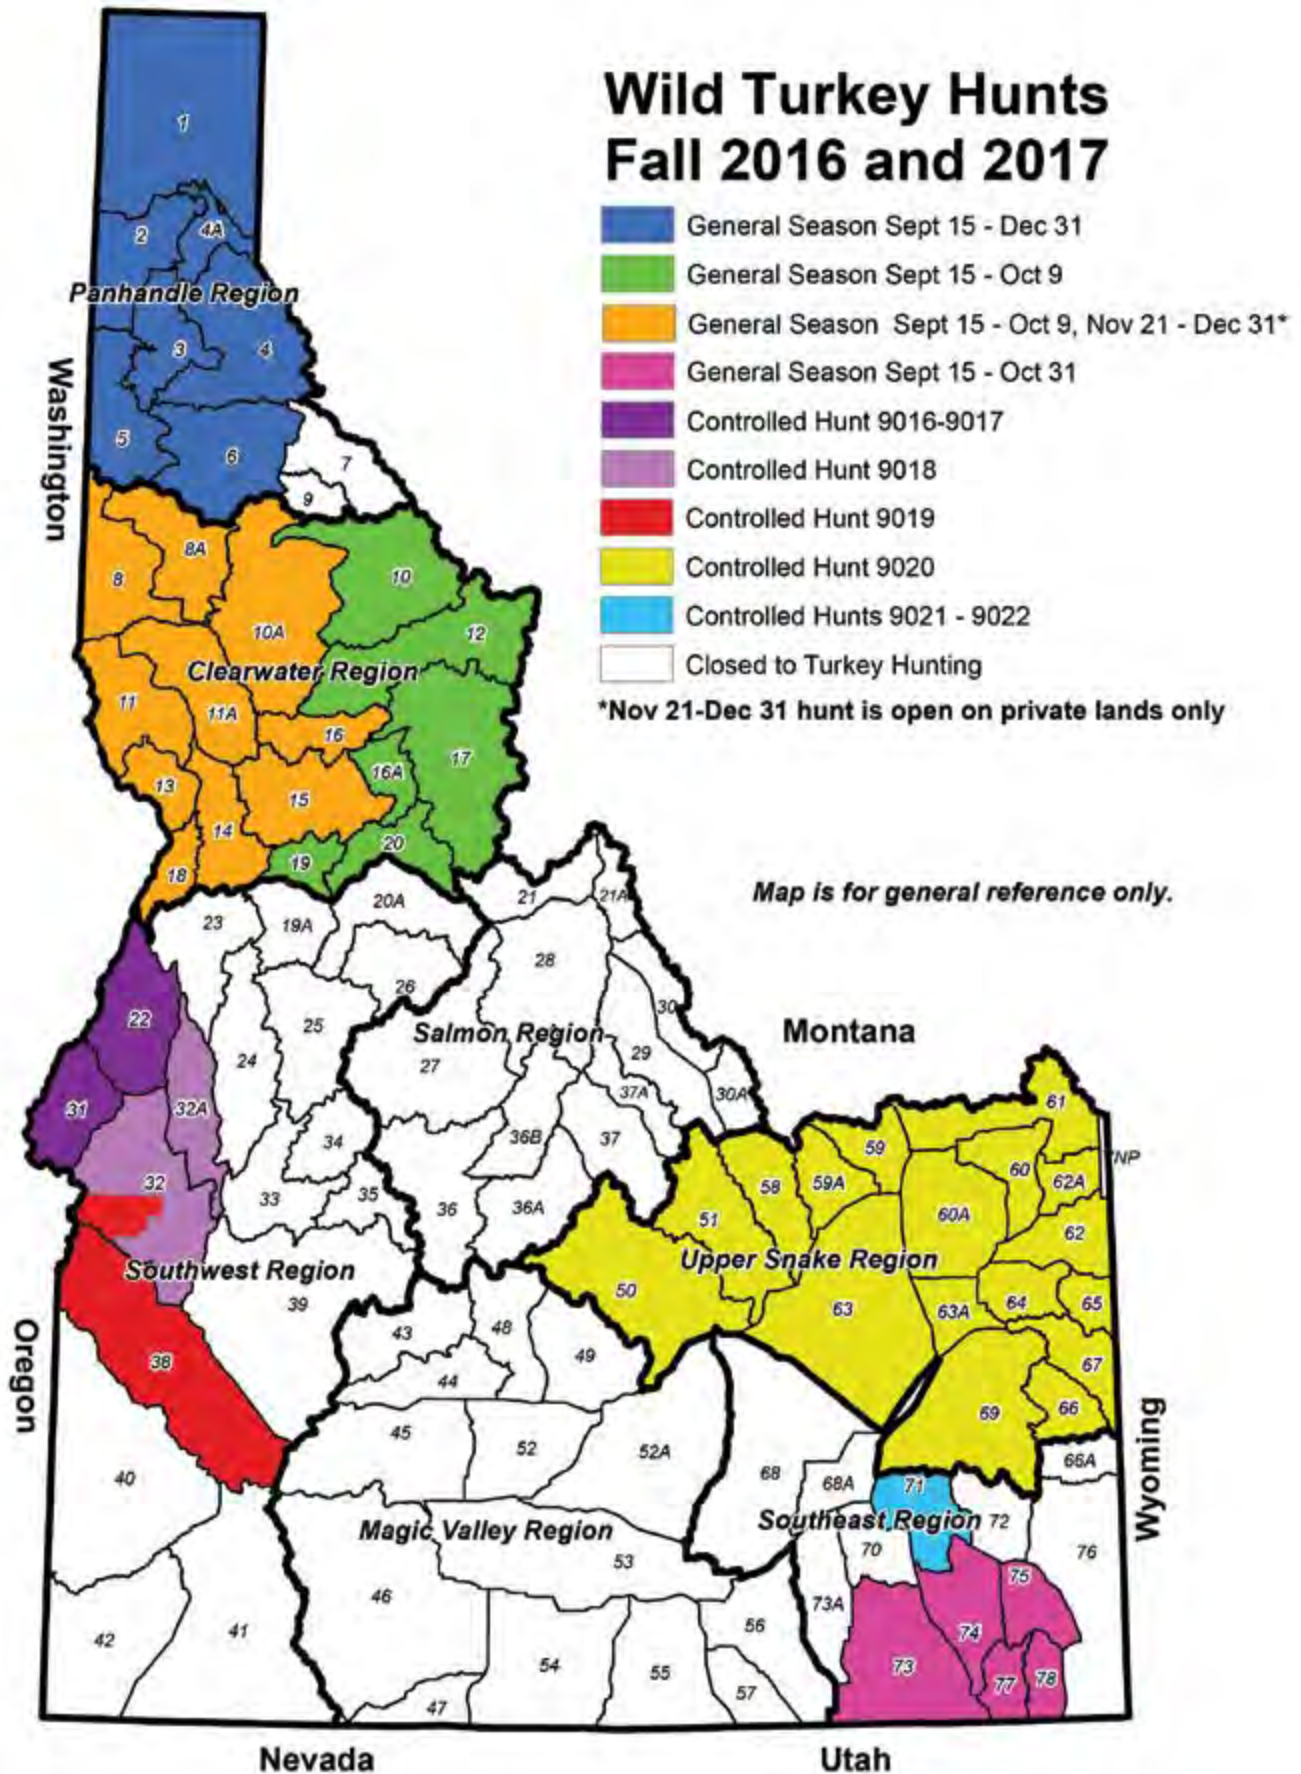 Wild Turkey Hunts
Fall 2016 and 2017
General Season Sept 15 - Dec 31
General Season Sept 15 - Oct 9
General Season Sept 15 - Oct 9, Nov 21 - Dec 31*
General Season Sept 15 - Oct 31
Controlled Hunt 9016-9017
Controlled Hunt 9018
Controlled Hunt 9019
Controlled Hunt 9020
Controlled Hunts 9021 - 9022
Closed to Turkey Hunting
*Nov 21-Dec 31 hunt is open on private lands only
Map is for general reference only.
1
2
4A
Panhandle Region
3
4
5
6
7
9
Washington
8
8A
10
10A
12
Clearwater Region
11
11A
16
17
16A
13
15
14
20
19
18
21
21A
20A
23
19A
28
26
30
22
25
Salmon Region
Montana
24
27
29
37A
30A
31
32A
34
36B
37
61
59
NP
60
62A
32
33
35
36
36A
58
59A
51
60A
62
Southwest Region
Upper Snake Region
39
50
63
63A
64
65
43
48
49
38
44
67
66
69
Oregon
Wyoming
45
52
52A
66A
40
68
68A
71
Magic Valley Region
Southeast Region
72
70
76
53
75
46
73A
56
74
42
41
54
55
73
77
78
57
47
Nevada
Utah